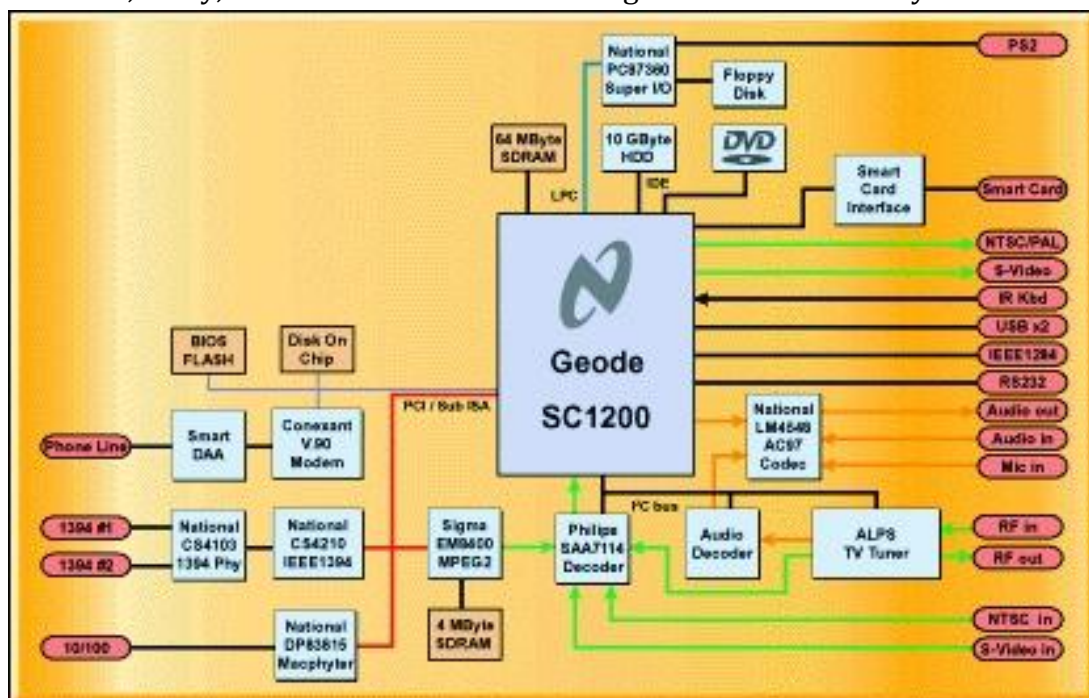 National
PC87360
Super I/O
PS2
Floppy
Disk
64 MByte
SDRAM
10 GByte
HDD
DVD
LPC
IDE
Smart
Card
Interface
Smart Card
NTSC/PAL
S-Video
IR Kbd
USB x2
IEEE1284
RS232
Geode
SC1200
BIOS
FLASH
Disk On
Chip
PCI / Sub ISA
Phone Line
Smart
DAA
Conexant
V.90
Modem
National
LM4548
AC97
Codec
Audio out
Audio in
Mic in
I²C bus
1394 #1
1394 #2
National
CS4103
1394 Phy
National
CS4210
IEEE1394
Sigma
EM8400
MPEG2
Philips
SAA7114
Decoder
Audio
Decoder
ALPS
TV Tuner
RF in
RF out
10/100
National
DP83815
Macphyter
4 MByte
SDRAM
NTSC in
S-Video in